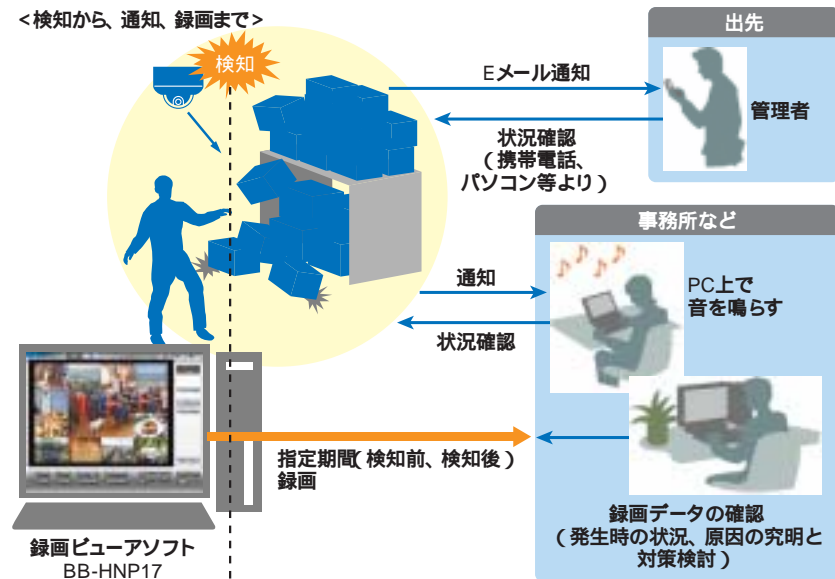 <検知から、通知、録画まで>
検知
Eメール通知
状況確認
(携帯電話、
パソコン等より)
出先
管理者
事務所など
通知
状況確認
PC上で
音を鳴らす
指定期間(検知前、検知後)
録画
録画データの確認
(発生時の状況、原因の究明と
対策検討)
録画ビューアソフト
BB-HNP17